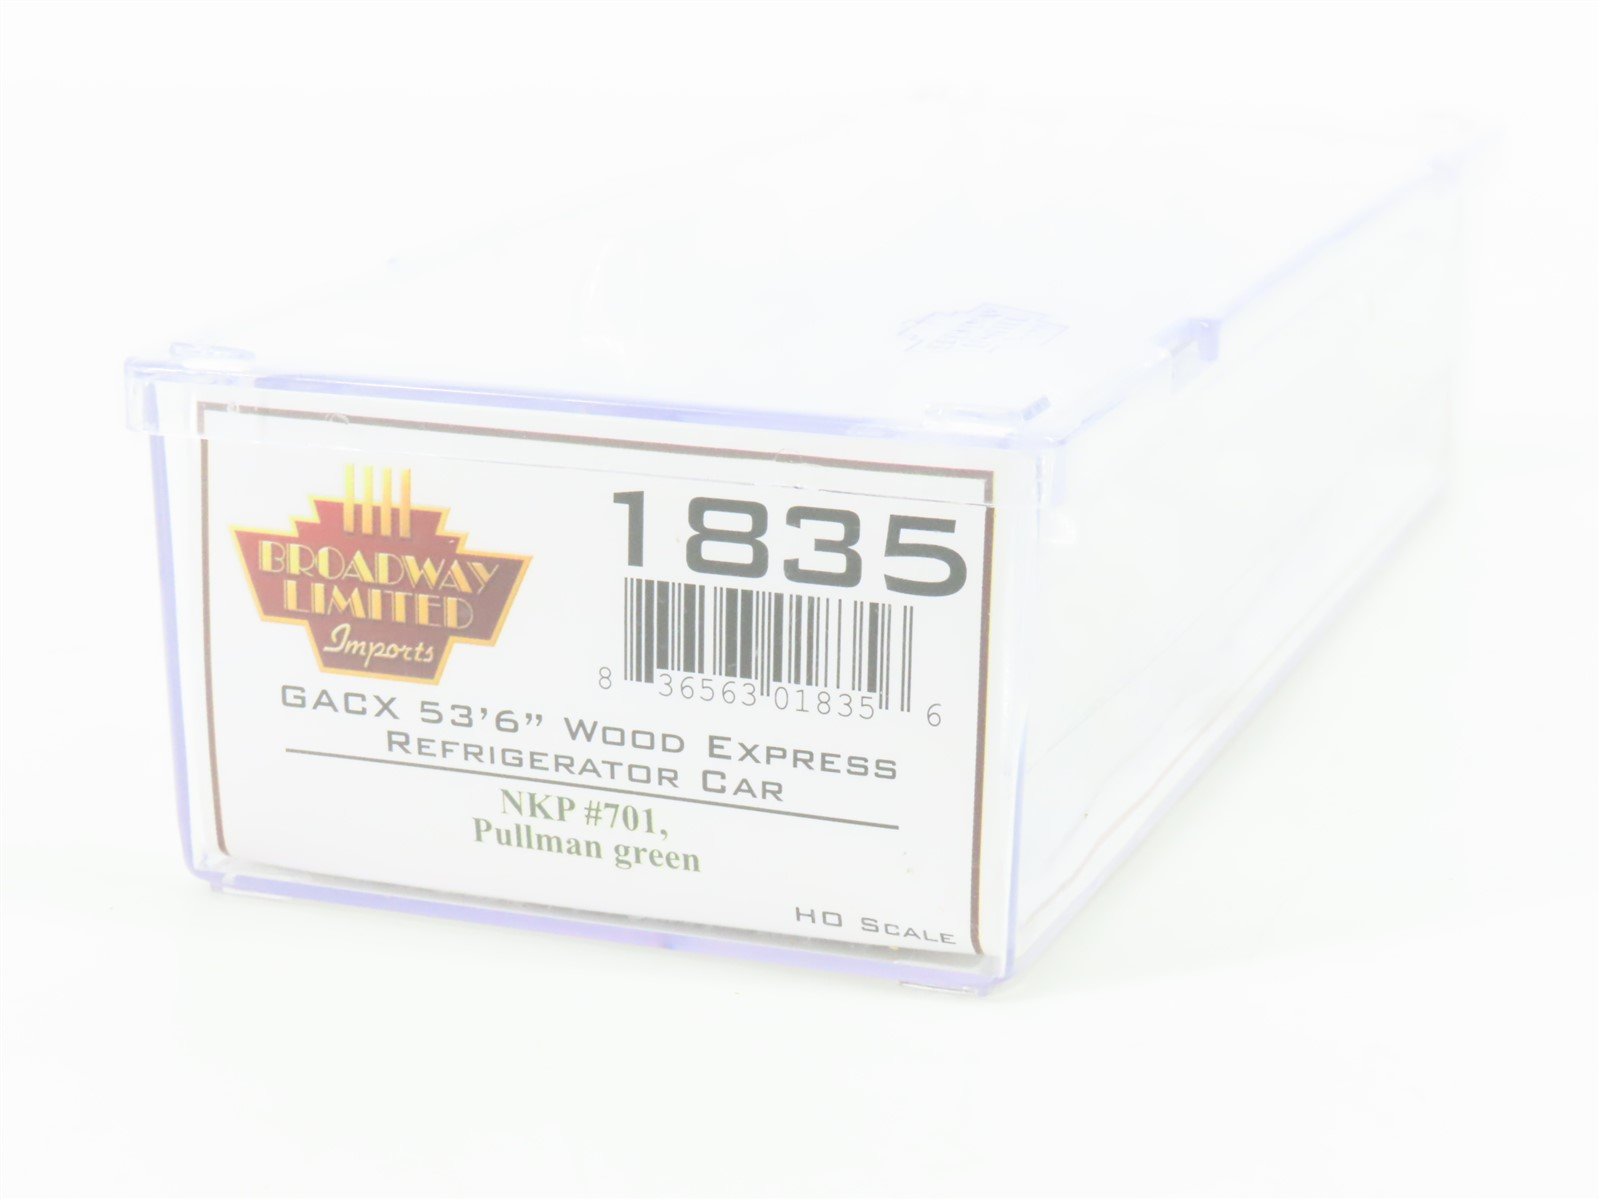 BROADWAY
LIMITED
Imports
1835
8 36563 01835 6
GACX 53'6" WOOD EXPRESS
REFRIGERATOR CAR
NKP #701,
Pullman green
HO SCALE